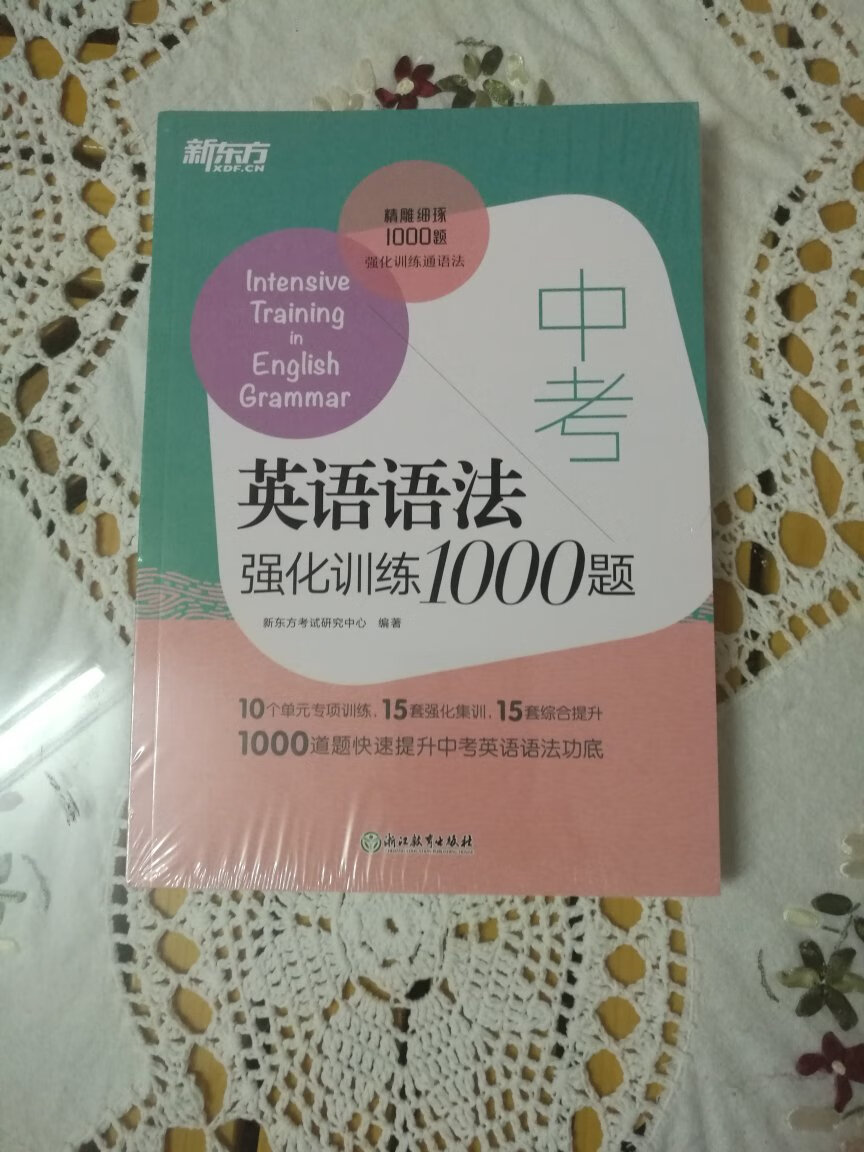 新东方
XDF.CN
精雕细琢
1000题
强化训练通语法
Intensive
Training
in
English
Grammar
中考
英语语法
强化训练1000题
新东方考试研究中心 编著
10个单元专项训练，15套强化集训，15套综合提升
1000道题快速提升中考英语语法功底
浙江教育出版社